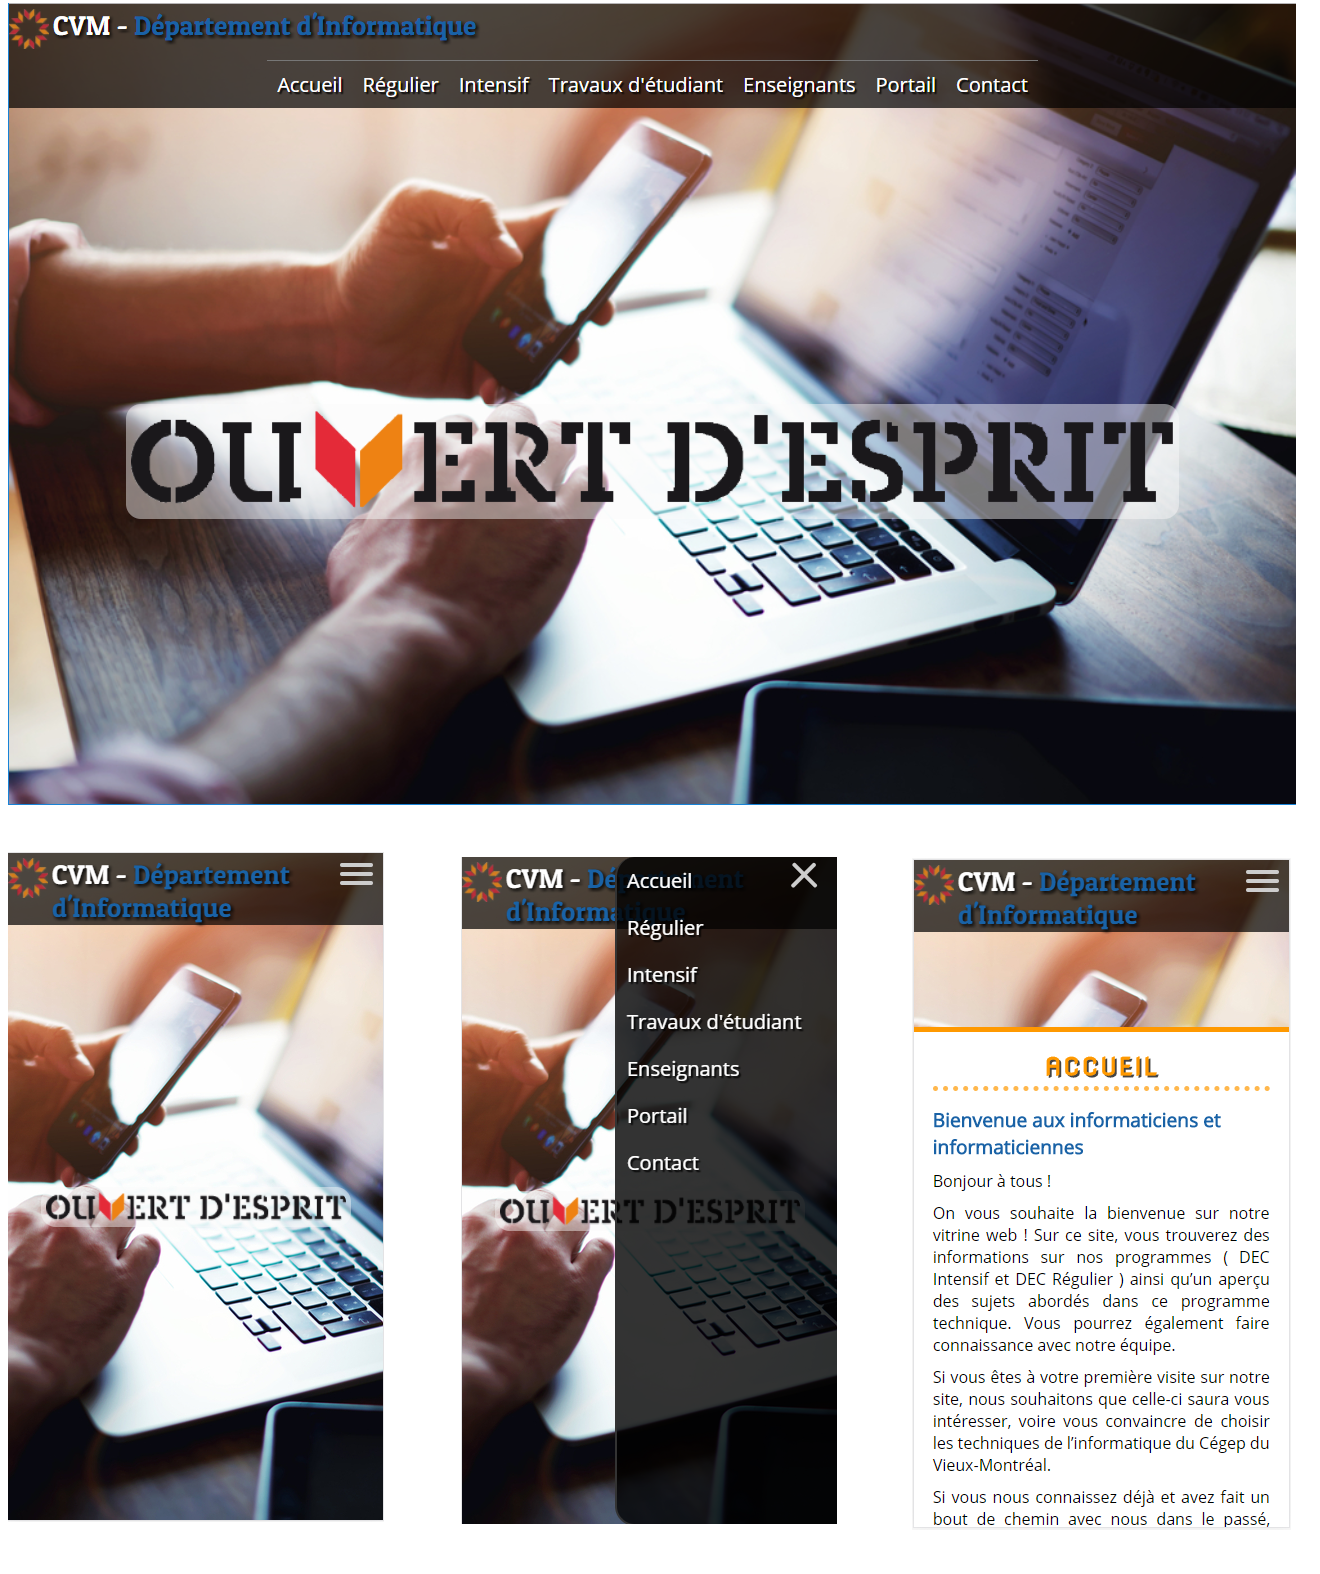 CVM - Département d'Informatique
Accueil Régulier Intensif Travaux d'étudiant Enseignants Portail Contact
OUVERT D'ESPRIT
CVM - Département
d'Informatique
OUVERT D'ESPRIT
CVM - Dé
d'Informatique
Accueil
Régulier
Intensif
Travaux d'étudiant
Enseignants
Portail
Contact
OUVERT D'ESPRIT
CVM - Département
d'Informatique
ACCUEIL
Bienvenue aux informaticiens et
informaticiennes
Bonjour à tous !
On vous souhaite la bienvenue sur notre
vitrine web ! Sur ce site, vous trouverez des
informations sur nos programmes ( DEC
Intensif et DEC Régulier ) ainsi qu’un aperçu
des sujets abordés dans ce programme
technique. Vous pourrez également faire
connaissance avec notre équipe.
Si vous êtes à votre première visite sur notre
site, nous souhaitons que celle-ci saura vous
intéresser, voire vous convaincre de choisir
les techniques de l’informatique du Cégep du
Vieux-Montréal.
Si vous nous connaissez déjà et avez fait un
bout de chemin avec nous dans le passé,